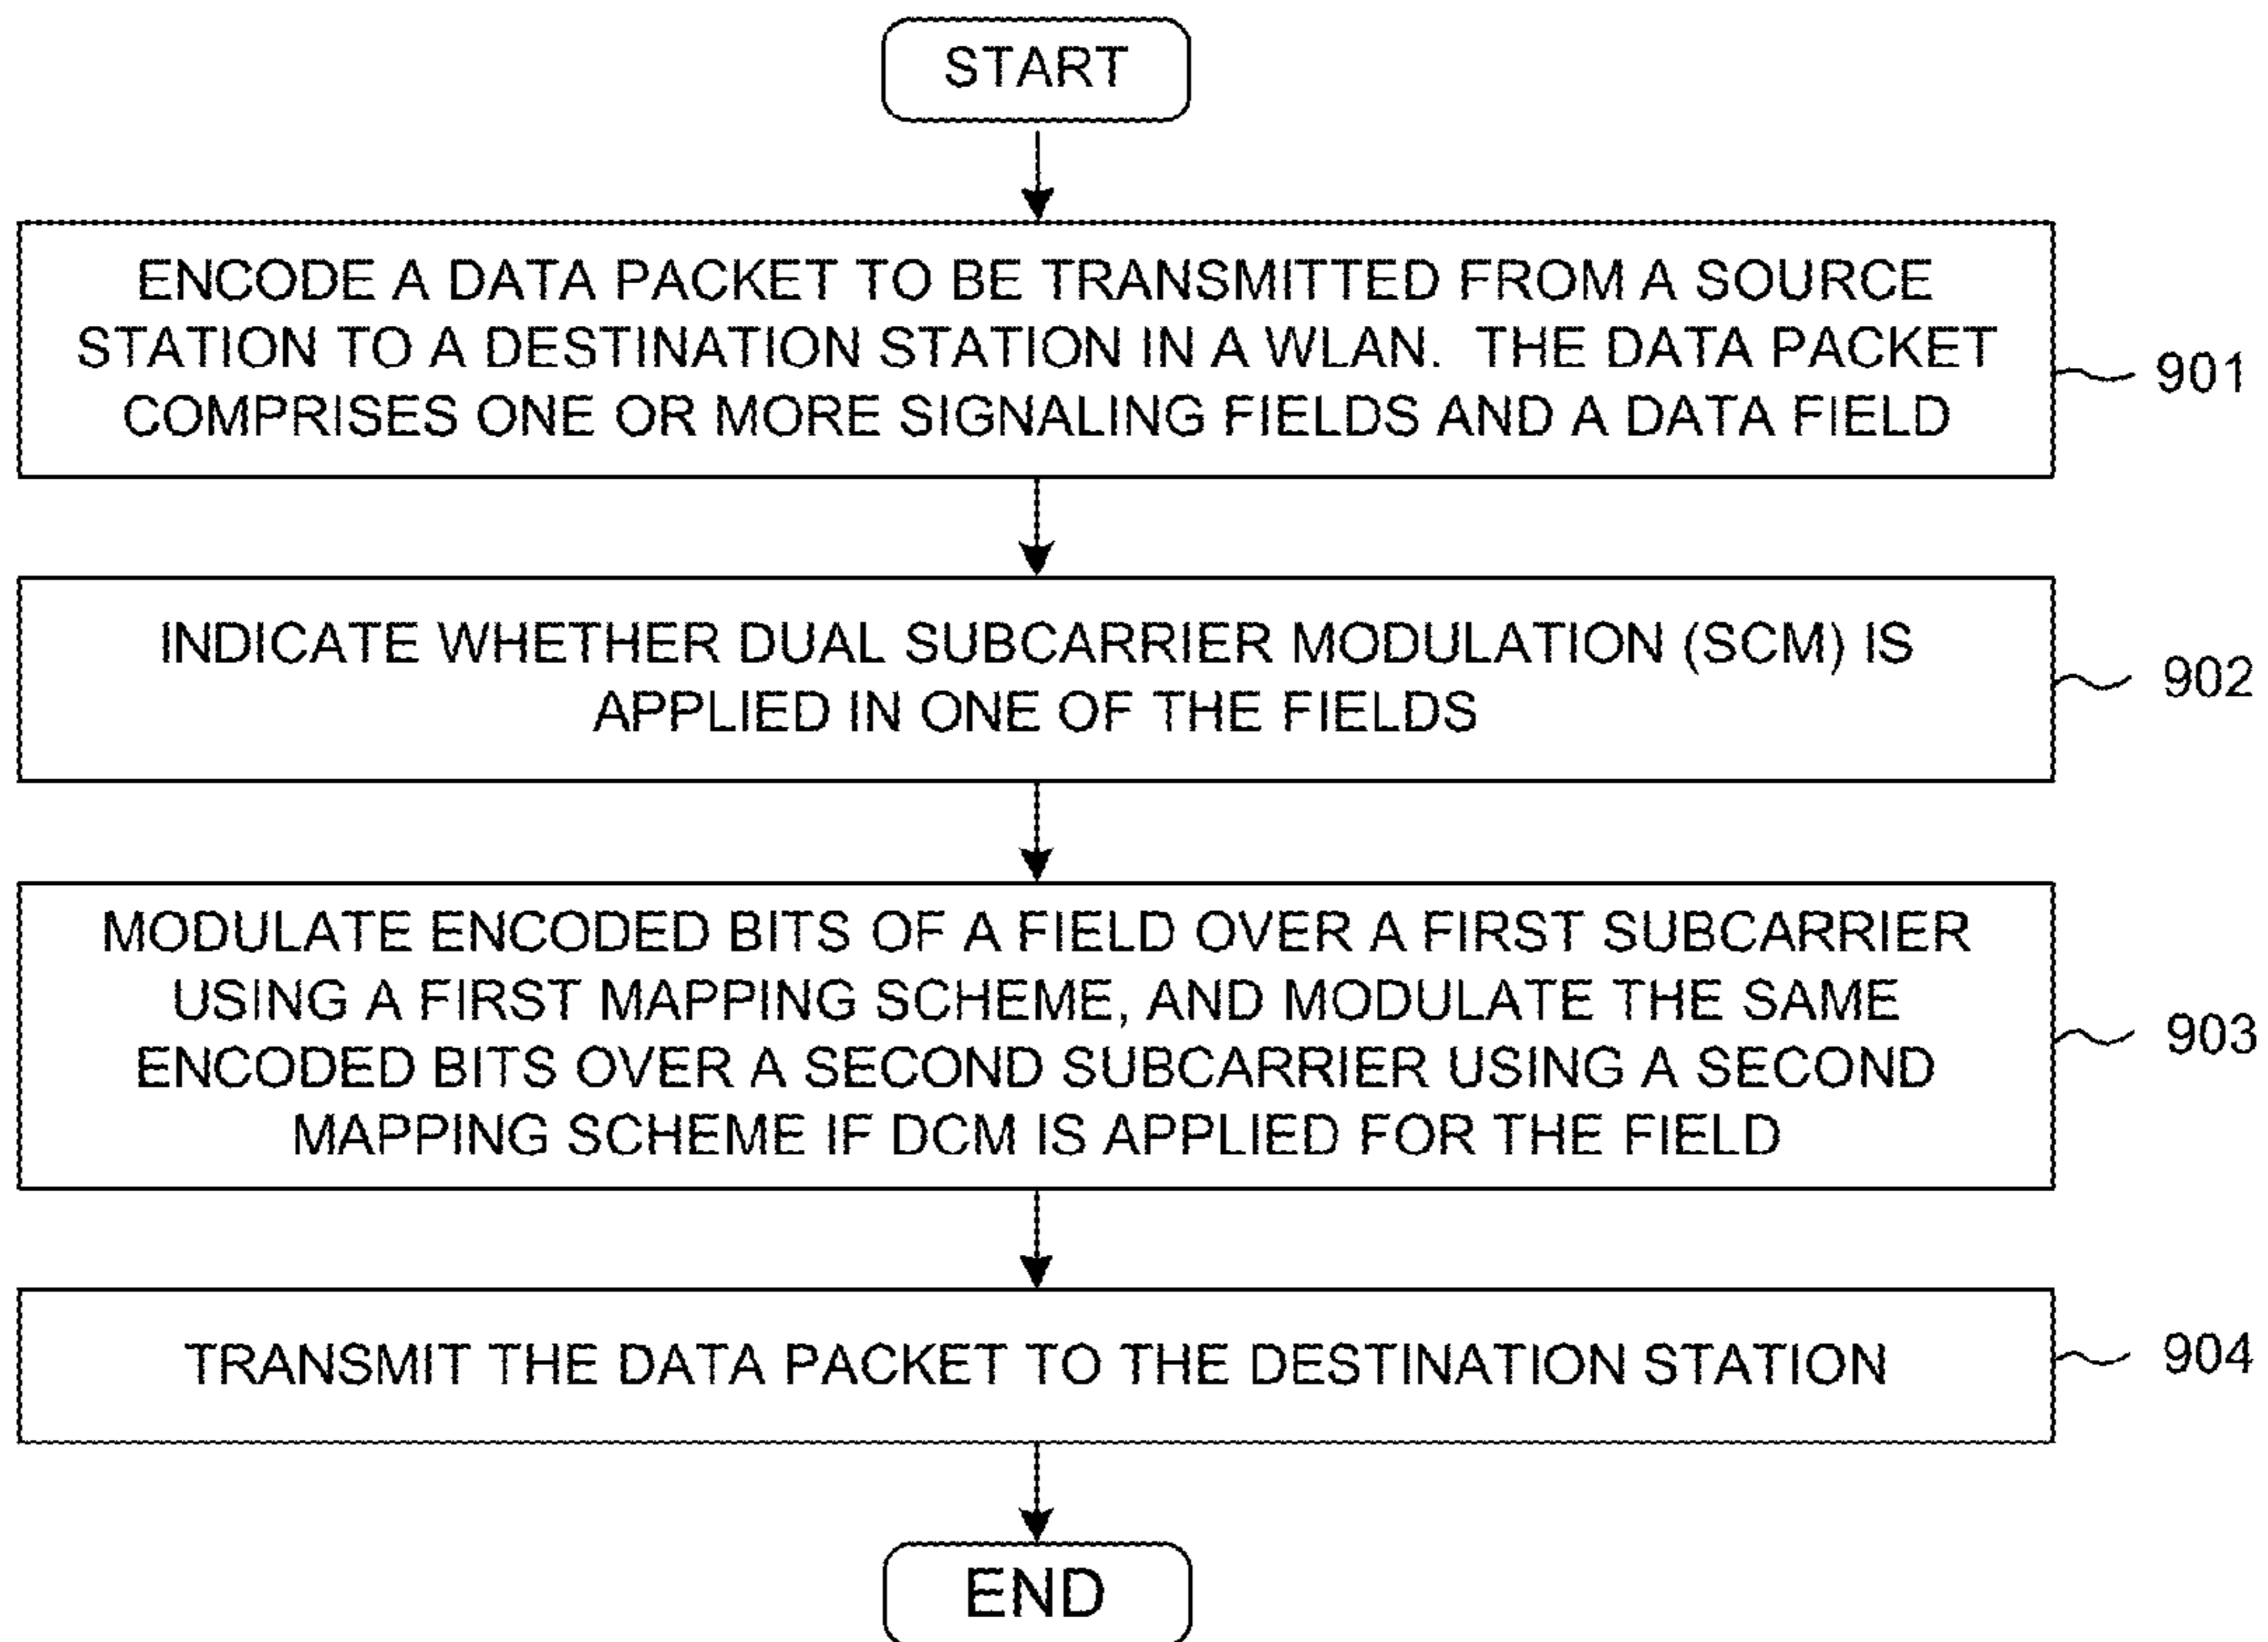 START
ENCODE A DATA PACKET TO BE TRANSMITTED FROM A SOURCE
STATION TO A DESTINATION STATION IN A WLAN. THE DATA PACKET
COMPRISES ONE OR MORE SIGNALING FIELDS AND A DATA FIELD
901
INDICATE WHETHER DUAL SUBCARRIER MODULATION (SCM) IS
APPLIED IN ONE OF THE FIELDS
902
MODULATE ENCODED BITS OF A FIELD OVER A FIRST SUBCARRIER
USING A FIRST MAPPING SCHEME, AND MODULATE THE SAME
ENCODED BITS OVER A SECOND SUBCARRIER USING A SECOND
MAPPING SCHEME IF DCM IS APPLIED FOR THE FIELD
903
TRANSMIT THE DATA PACKET TO THE DESTINATION STATION
904
END